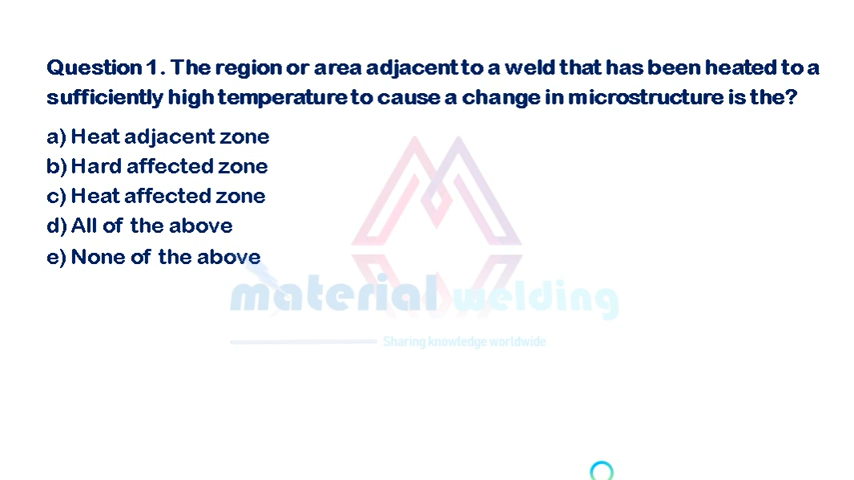 Question 1. The region or area adjacent to a weld that has been heated to a
sufficiently high temperature to cause a change in microstructure is the?
a) Heat adjacent zone
b) Hard affected zone
c) Heat affected zone
d) All of the above
e) None of the above
material welding
Sharing knowledge worldwide